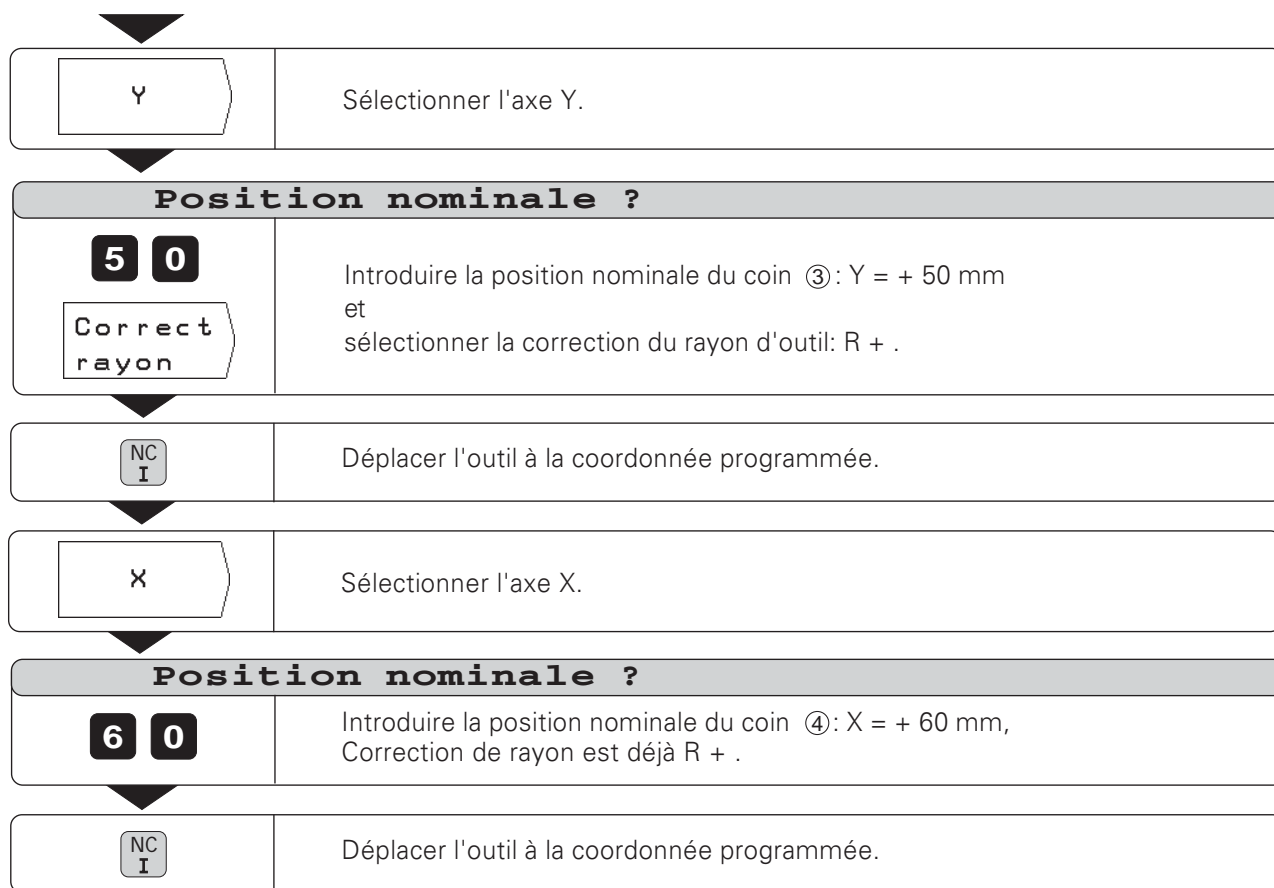 Y
Sélectionner l'axe Y.
Position nominale ?
5 0
Correct
rayon
Introduire la position nominale du coin ③: Y = + 50 mm
et
sélectionner la correction du rayon d'outil: R + .
NC
I
Déplacer l'outil à la coordonnée programmée.
X
Sélectionner l'axe X.
Position nominale ?
6 0
Introduire la position nominale du coin ④: X = + 60 mm,
Correction de rayon est déjà R + .
NC
I
Déplacer l'outil à la coordonnée programmée.